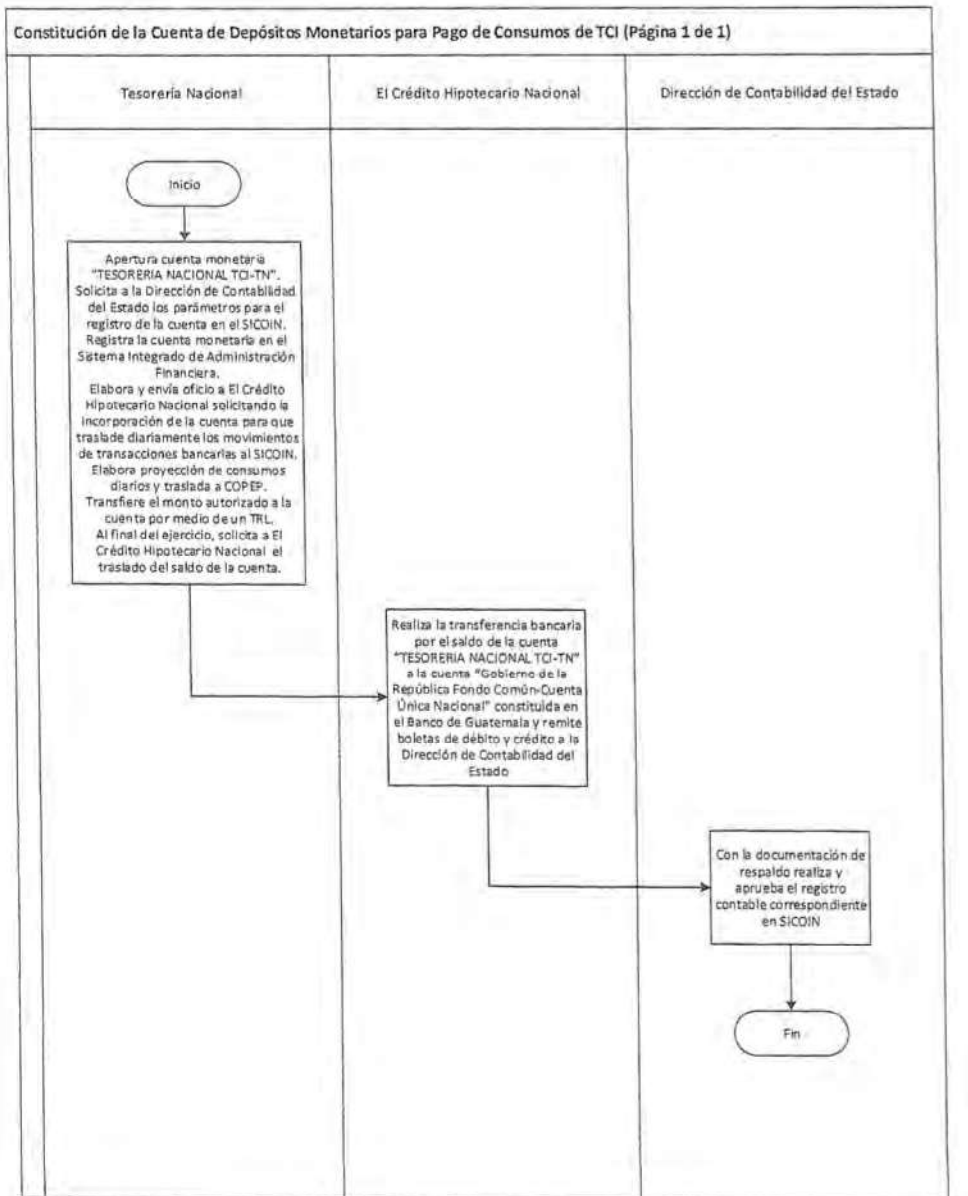 Constitución de la Cuenta de Depósitos Monetarios para Pago de Consumos de TCI (Página 1 de 1)
Tesorería Nacional
El Crédito Hipotecario Nacional
Dirección de Contabilidad del Estado
Inicio
Apertura cuenta monetaria
"TESORERIA NACIONAL TCI-TN".
Solicita a la Dirección de Contabilidad
del Estado los parámetros para el
registro de la cuenta en el SICOIN.
Registra la cuenta monetaria en el
Sistema Integrado de Administración
Financiera.
Elabora y envía oficio a El Crédito
Hipotecario Nacional solicitando la
incorporación de la cuenta para que
traslade diariamente los movimientos
de transacciones bancarias al SICOIN.
Elabora proyección de consumos
diarios y traslada a COPEP.
Transfiere el monto autorizado a la
cuenta por medio de un TRL.
Al final del ejercicio, solicita a El
Crédito Hipotecario Nacional el
traslado del saldo de la cuenta.
Realiza la transferencia bancaria
por el saldo de la cuenta
"TESORERIA NACIONAL TCI-TN"
a la cuenta "Gobierno de la
República Fondo Común-Cuenta
Única Nacional" constituida en
el Banco de Guatemala y remite
boletas de débito y crédito a la
Dirección de Contabilidad del
Estado
Con la documentación de
respaldo realiza y
aprueba el registro
contable correspondiente
en SICOIN
Fin